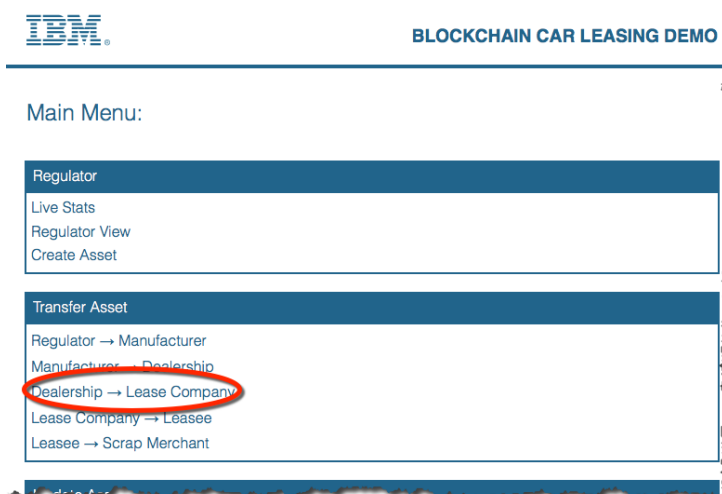 IBM.
BLOCKCHAIN CAR LEASING DEMO
Main Menu:
Regulator
Live Stats
Regulator View
Create Asset
Transfer Asset
Regulator → Manufacturer
Manufacturer → Dealership
Dealership → Lease Company
Lease Company → Leasee
Leasee → Scrap Merchant